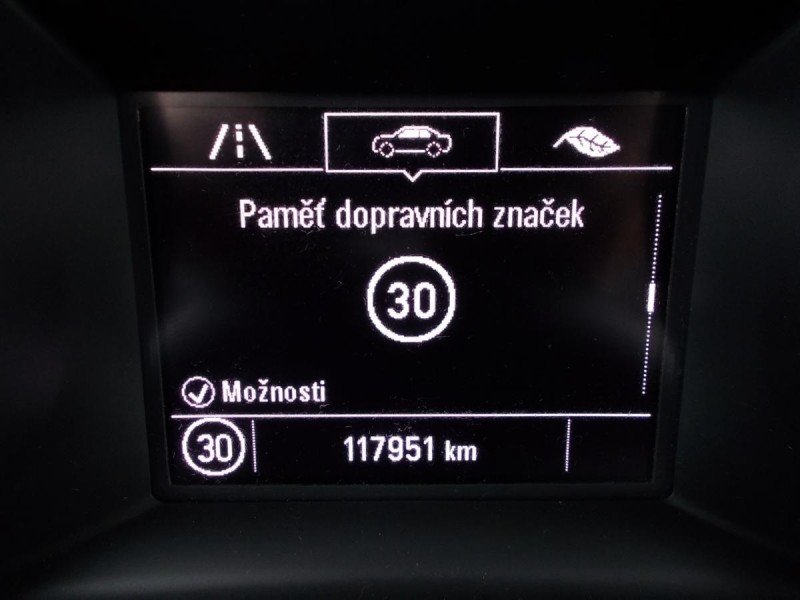 Paměť dopravních značek
30
Možnosti
30 117951 km